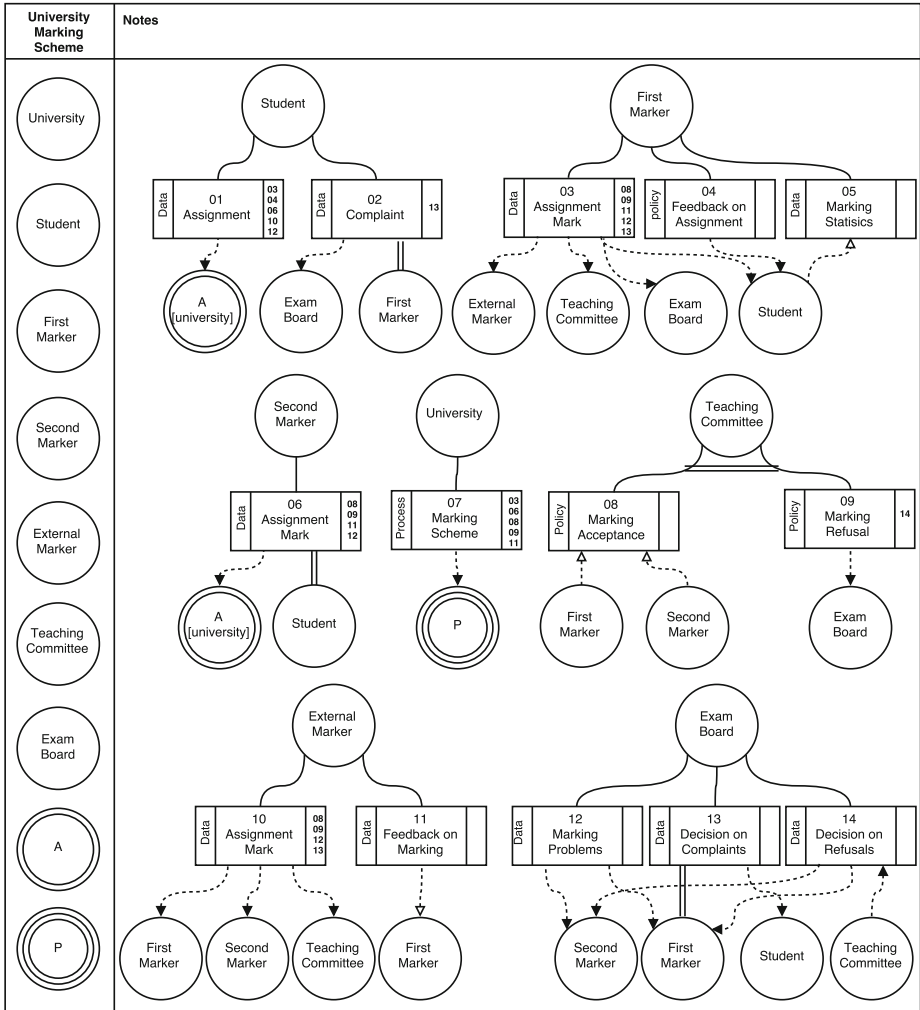 University
Marking
Scheme
Notes
University
Student
First
Marker
Second
Marker
External
Marker
Teaching
Committee
Exam
Board
A
P
Student
First
Marker
Data
01
Assignment
03
04
06
10
12
Data
02
Complaint
13
Data
03
Assignment
Mark
08
09
11
12
13
policy
04
Feedback on
Assignment
Data
05
Marking
Statisics
A
[university]
Exam
Board
First
Marker
External
Marker
Teaching
Committee
Exam
Board
Student
Second
Marker
University
Teaching
Committee
Data
06
Assignment
Mark
08
09
11
12
Process
07
Marking
Scheme
03
06
08
09
11
Policy
08
Marking
Acceptance
Policy
09
Marking
Refusal
14
A
[university]
Student
P
First
Marker
Second
Marker
Exam
Board
External
Marker
Exam
Board
Data
10
Assignment
Mark
08
09
12
13
Data
11
Feedback on
Marking
Data
12
Marking
Problems
Data
13
Decision on
Complaints
Data
14
Decision on
Refusals
First
Marker
Second
Marker
Teaching
Committee
First
Marker
Second
Marker
First
Marker
Student
Teaching
Committee